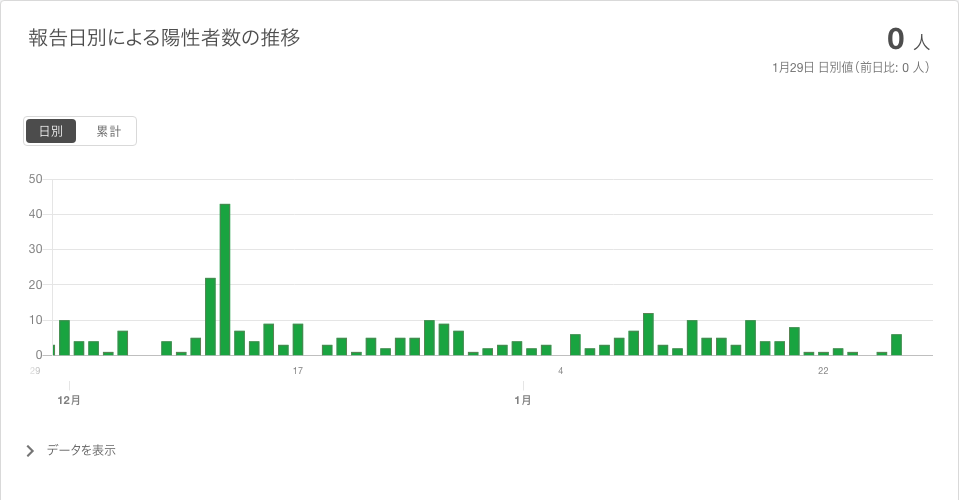 報告日別による陽性者数の推移
0 人
1月29日 日別値（前日比: 0 人）
日別 累計
50
40
30
20
10
0
29 17 4 22
12月 1月
データを表示